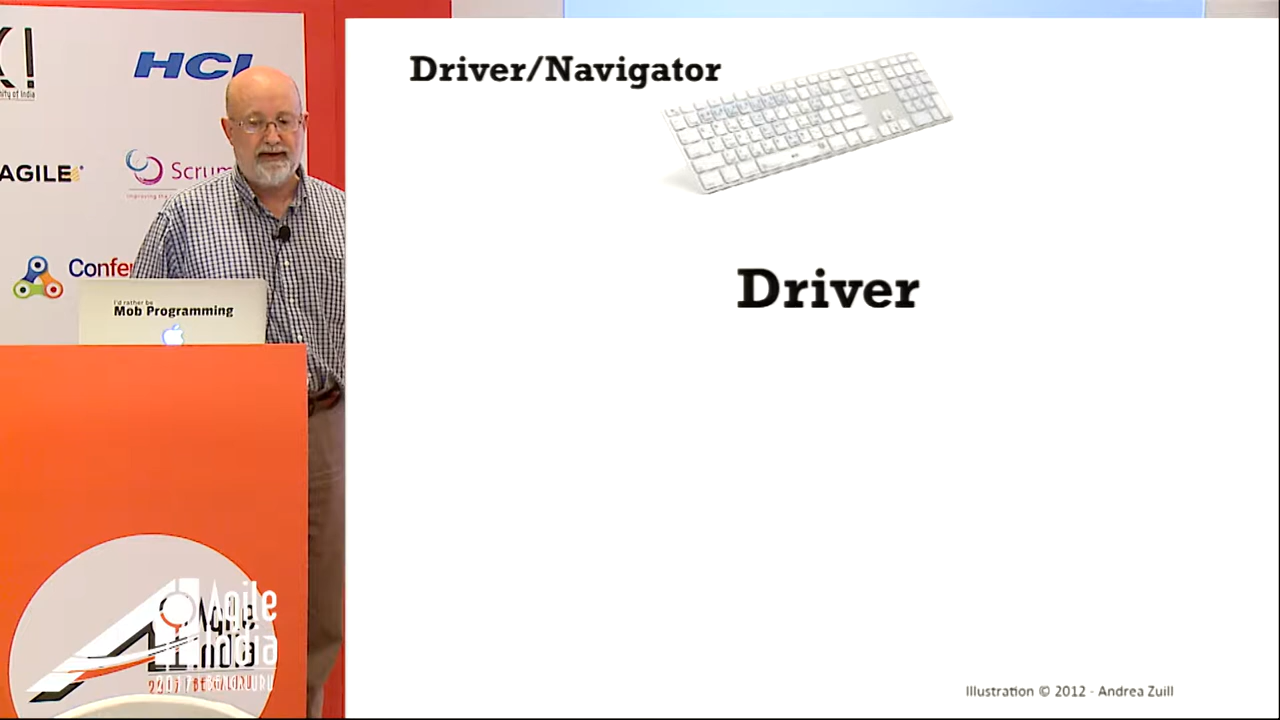 HCL
AGILE
Scrum
Confe
I'd rather be
Mob Programming
Agile
India
Driver/Navigator
Driver
Illustration © 2012 - Andrea Zuill